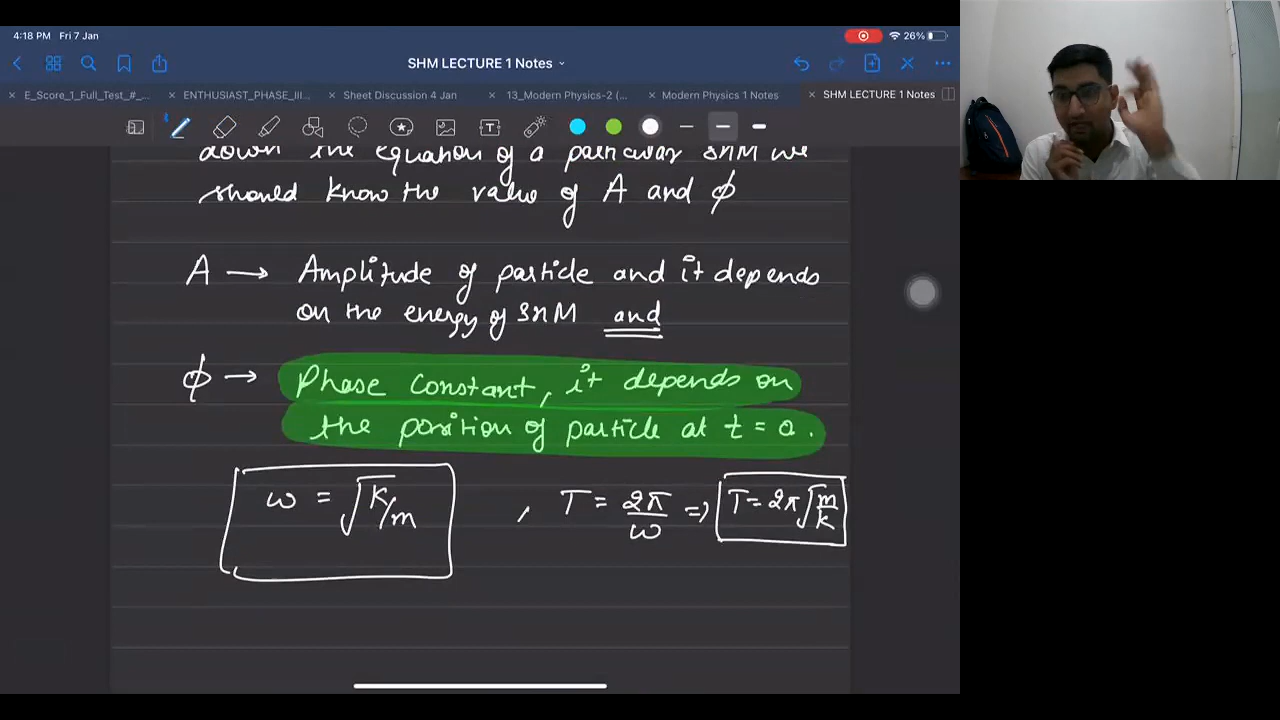 4:18 PM Fri 7 Jan
26%
SHM LECTURE 1 Notes
E_Score_1_Full_Test_#_...
ENTHUSIAST_PHASE_III...
Sheet Discussion 4 Jan
13_Modern Physics-2 (...
Modern Physics 1 Notes
SHM LECTURE 1 Notes
down the equation of a particular SHM we
should know the value of A and ϕ
A → Amplitude of particle and it depends
on the energy of SHM and
ϕ → Phase constant, it depends on
the position of particle at t = 0.
ω = √k/m , T = 2π/ω => T = 2π√m/k